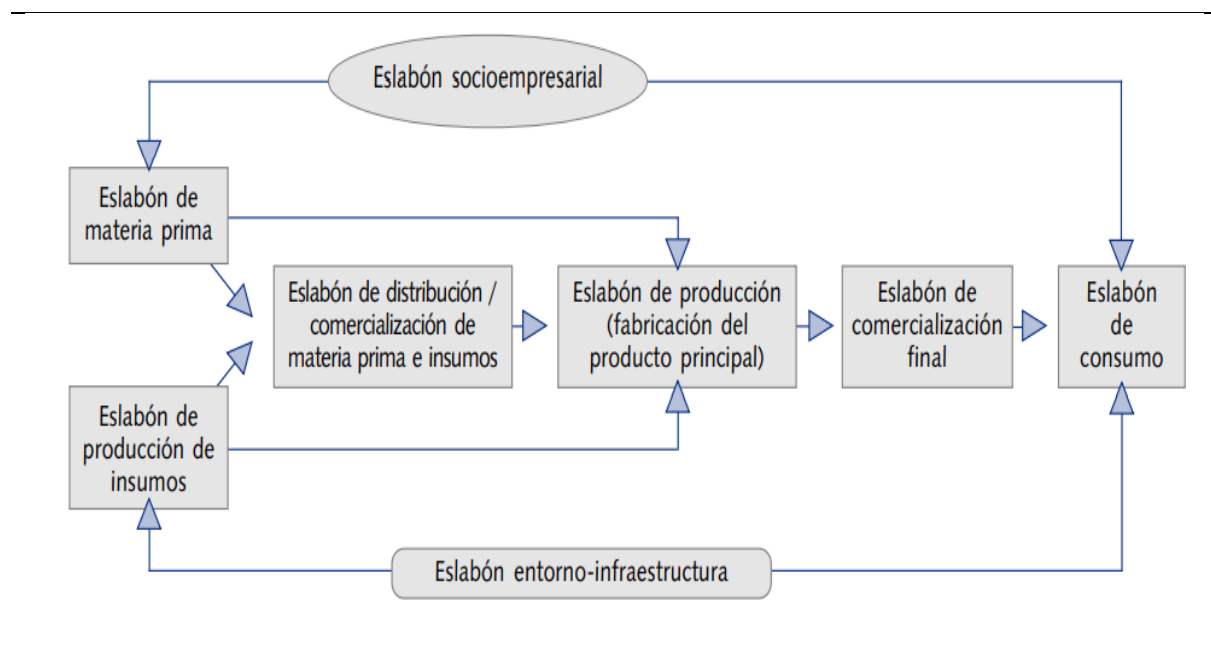 Eslabón socioempresarial
Eslabón de
materia prima
Eslabón de distribución /
comercialización de
materia prima e insumos
Eslabón de producción
(fabricación del
producto principal)
Eslabón de
comercialización
final
Eslabón
de
consumo
Eslabón de
producción de
insumos
Eslabón entorno-infraestructura